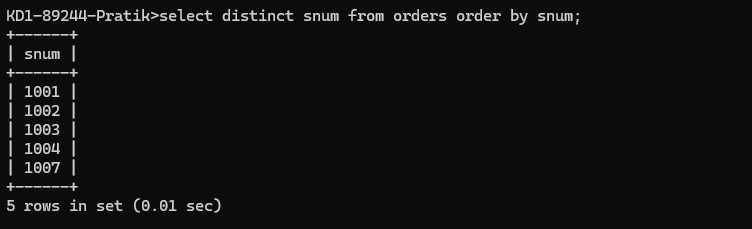 KD1-89244-Pratik>select distinct snum from orders order by snum;
+------+
| snum |
+------+
| 1001 |
| 1002 |
| 1003 |
| 1004 |
| 1007 |
+------+
5 rows in set (0.01 sec)